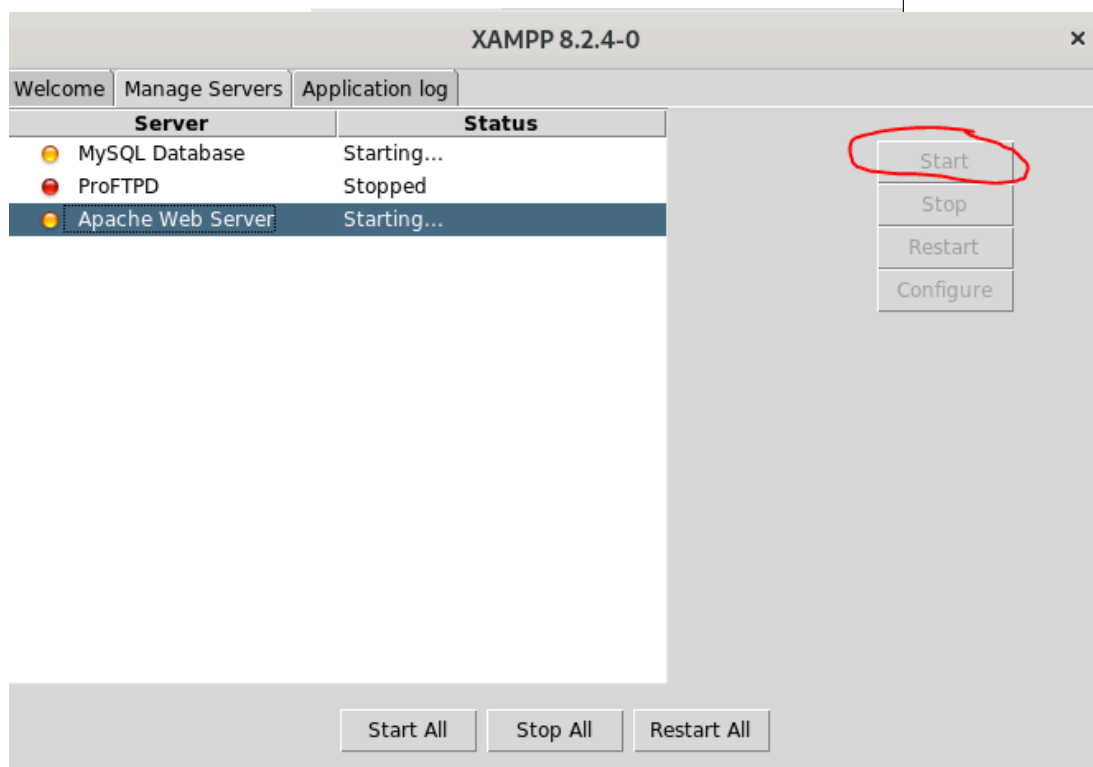 XAMPP 8.2.4-0 ×
Welcome Manage Servers Application log
Server Status
MySQL Database Starting...
ProFTPD Stopped
Apache Web Server Starting...
Start
Stop
Restart
Configure
Start All Stop All Restart All